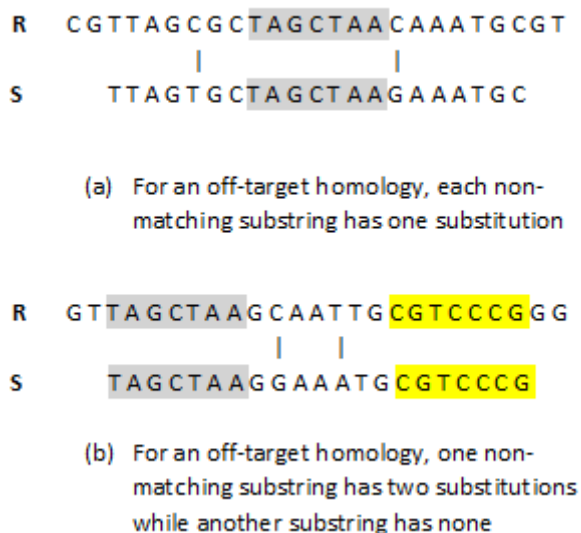 R CGTTAGCGCTAGCTAACAAATGCGT
| |
S TTAGTGCTAGCTAAGAAATGC
(a) For an off-target homology, each non-
matching substring has one substitution
R GTTAGCTAAGCAATTGCGTCCCGGG
| |
S TAGCTAAGGAAATGCGTCCCG
(b) For an off-target homology, one non-
matching substring has two substitutions
while another substring has none